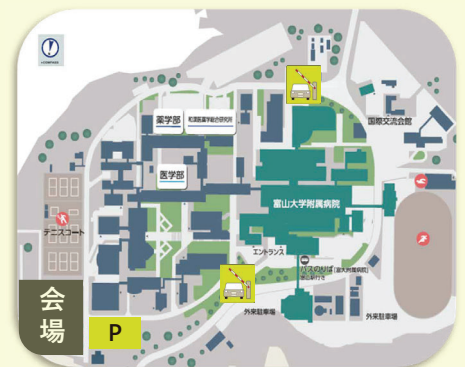 薬学部
和漢医薬学総合研究所
国際交流会館
医学部
富山大学附属病院
テニスコート
エントランス
バスのりば
外来駐車場
外来駐車場
会
場
P